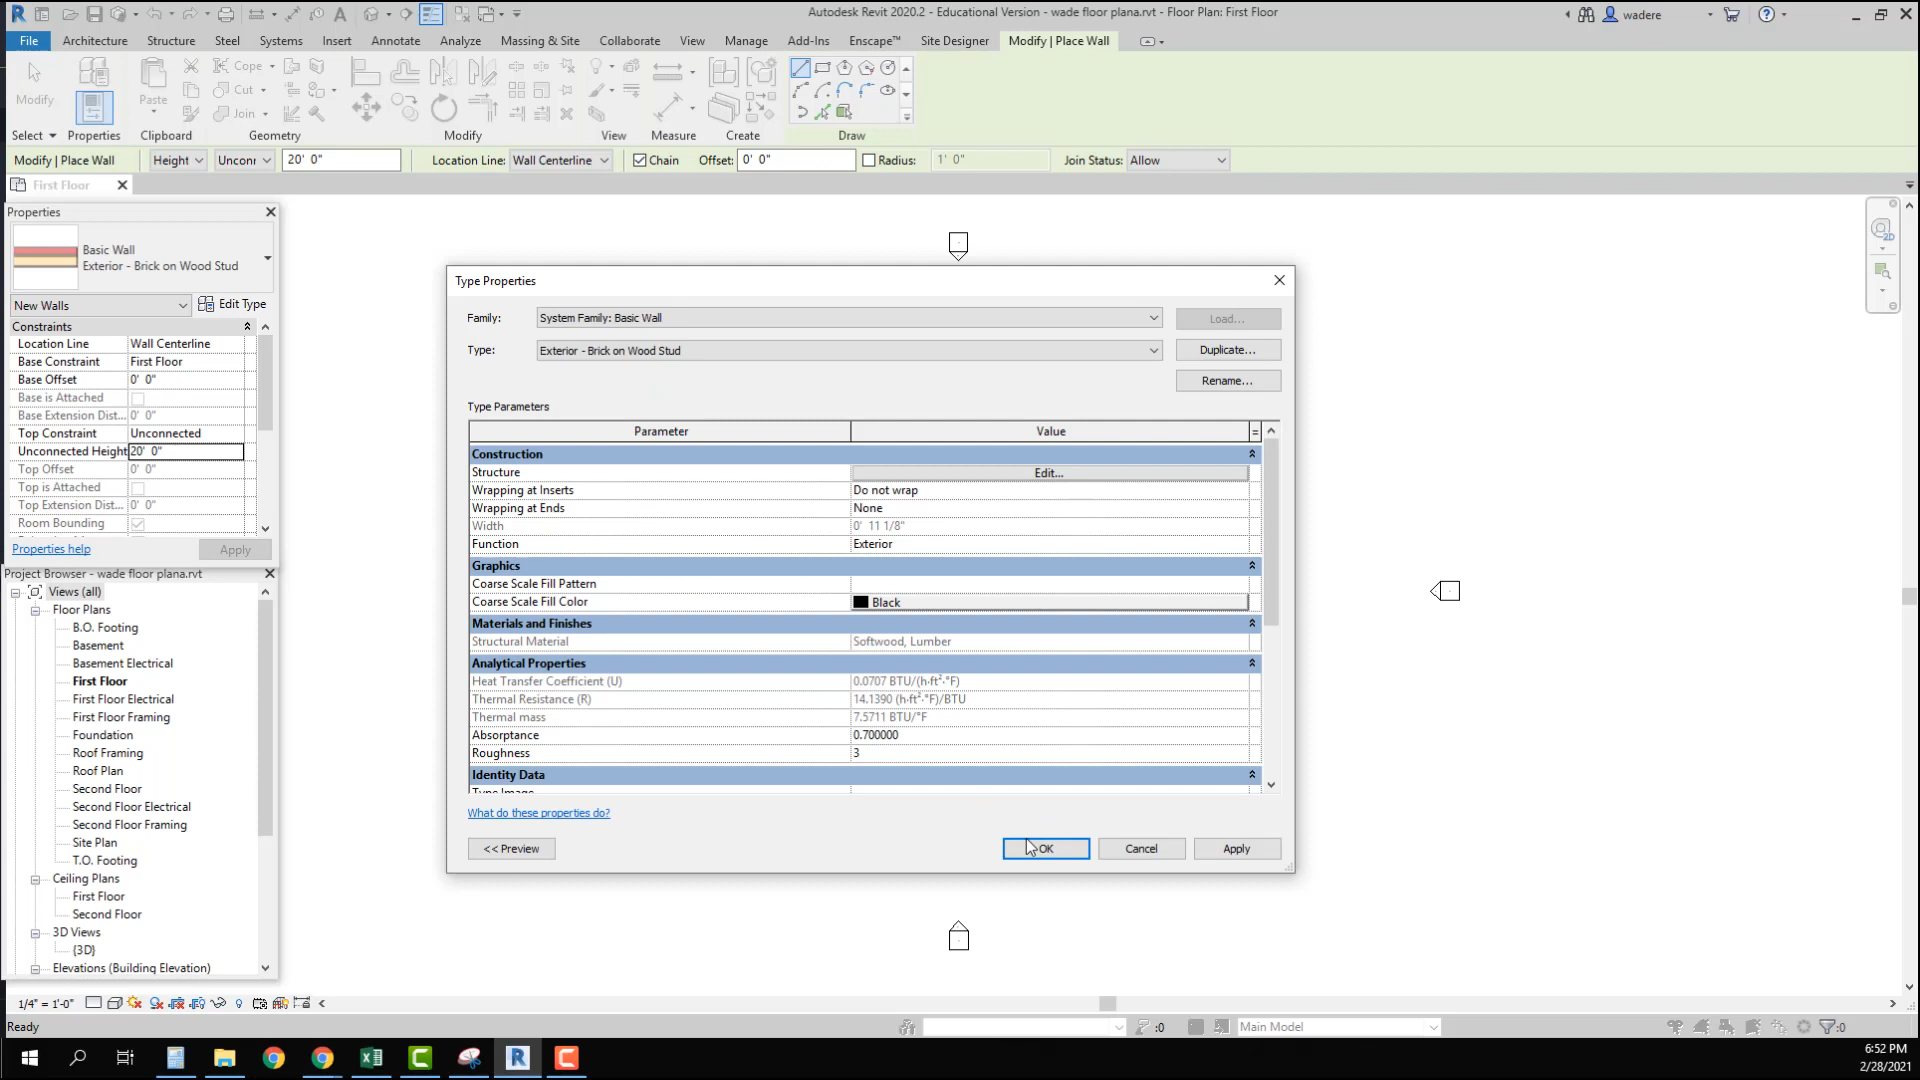 Autodesk Revit 2020.2 - Educational Version - wade floor plana.rvt - Floor Plan: First Floor
wadere
File Architecture Structure Steel Systems Insert Annotate Analyze Massing & Site Collaborate View Manage Add-Ins Enscape™ Site Designer Modify | Place Wall
Modify Paste Cope Cut Join
Select Properties Clipboard Geometry Modify View Measure Create Draw
Modify | Place Wall Height Unconr 20' 0" Location Line: Wall Centerline Chain Offset: 0' 0" Radius: 1' 0" Join Status: Allow
First Floor
Properties
Basic Wall
Exterior - Brick on Wood Stud
New Walls Edit Type
Constraints
Location Line Wall Centerline
Base Constraint First Floor
Base Offset 0' 0"
Base is Attached
Base Extension Dist... 0' 0"
Top Constraint Unconnected
Unconnected Height 20' 0"
Top Offset 0' 0"
Top is Attached
Top Extension Dist... 0' 0"
Room Bounding
Properties help Apply
Project Browser - wade floor plana.rvt
Views (all)
Floor Plans
B.O. Footing
Basement
Basement Electrical
First Floor
First Floor Electrical
First Floor Framing
Foundation
Roof Framing
Roof Plan
Second Floor
Second Floor Electrical
Second Floor Framing
Site Plan
T.O. Footing
Ceiling Plans
First Floor
Second Floor
3D Views
{3D}
Elevations (Building Elevation)
Type Properties
Family: System Family: Basic Wall Load...
Type: Exterior - Brick on Wood Stud Duplicate...
Rename...
Type Parameters
Parameter Value =
Construction
Structure Edit...
Wrapping at Inserts Do not wrap
Wrapping at Ends None
Width 0' 11 1/8"
Function Exterior
Graphics
Coarse Scale Fill Pattern
Coarse Scale Fill Color Black
Materials and Finishes
Structural Material Softwood, Lumber
Analytical Properties
Heat Transfer Coefficient (U) 0.0707 BTU/(h·ft²·°F)
Thermal Resistance (R) 14.1390 (h·ft²·°F)/BTU
Thermal mass 7.5711 BTU/°F
Absorptance 0.700000
Roughness 3
Identity Data
Type Image
What do these properties do?
<< Preview OK Cancel Apply
2D
1/4" = 1'-0"
Ready :0 Main Model :0
6:52 PM
2/28/2021